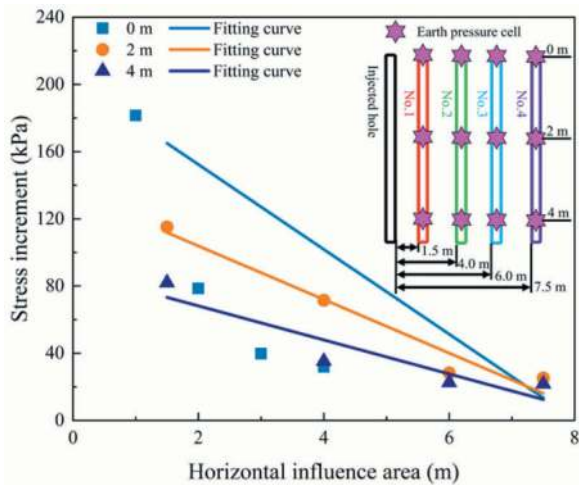 240
200
160
120
80
40
0
0
2
4
6
8
Stress increment (kPa)
Horizontal influence area (m)
0 m Fitting curve
2 m Fitting curve
4 m Fitting curve
Earth pressure cell
Injected hole
No.1
No.2
No.3
No.4
0 m
2 m
4 m
1.5 m
4.0 m
6.0 m
7.5 m